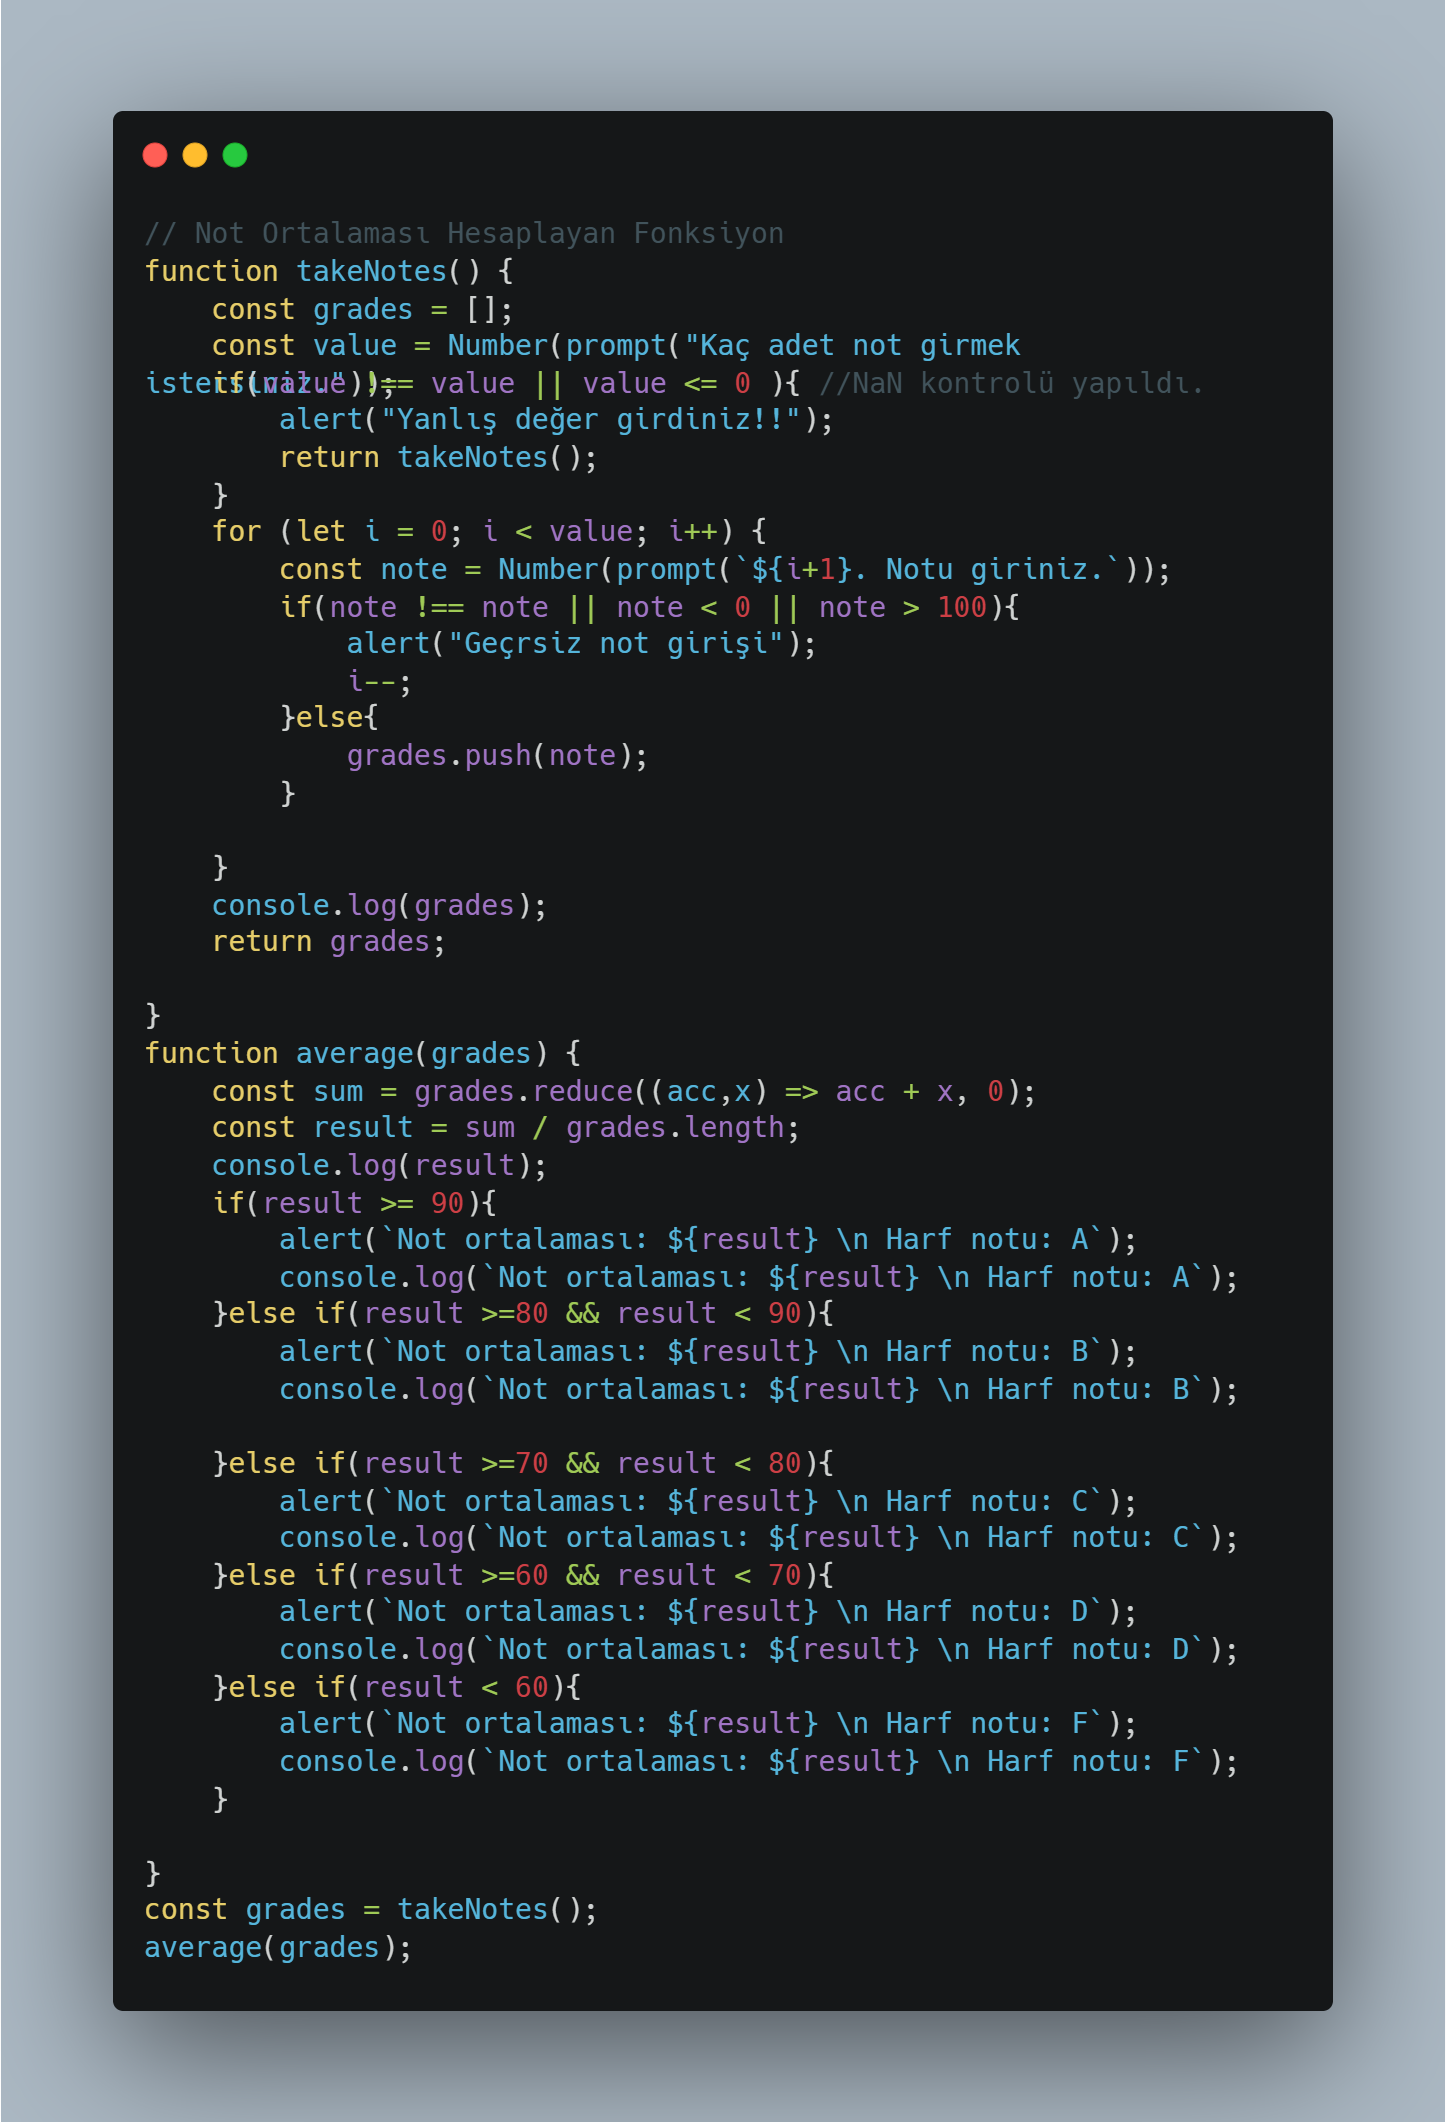 // Not Ortalaması Hesaplayan Fonksiyon
function takeNotes() {
    const grades = [];
    const value = Number(prompt("Kaç adet not girmek
istersiniz."));
    if(value !== value || value <= 0 ){ //NaN kontrolü yapıldı.
        alert("Yanlış değer girdiniz!!");
        return takeNotes();
    }
    for (let i = 0; i < value; i++) {
        const note = Number(prompt(`${i+1}. Notu giriniz.`));
        if(note !== note || note < 0 || note > 100){
            alert("Geçrsiz not girişi");
            i--;
        }else{
            grades.push(note);
        }

    }
    console.log(grades);
    return grades;

}
function average(grades) {
    const sum = grades.reduce((acc,x) => acc + x, 0);
    const result = sum / grades.length;
    console.log(result);
    if(result >= 90){
        alert(`Not ortalaması: ${result} \n Harf notu: A`);
        console.log(`Not ortalaması: ${result} \n Harf notu: A`);
    }else if(result >=80 && result < 90){
        alert(`Not ortalaması: ${result} \n Harf notu: B`);
        console.log(`Not ortalaması: ${result} \n Harf notu: B`);

    }else if(result >=70 && result < 80){
        alert(`Not ortalaması: ${result} \n Harf notu: C`);
        console.log(`Not ortalaması: ${result} \n Harf notu: C`);
    }else if(result >=60 && result < 70){
        alert(`Not ortalaması: ${result} \n Harf notu: D`);
        console.log(`Not ortalaması: ${result} \n Harf notu: D`);
    }else if(result < 60){
        alert(`Not ortalaması: ${result} \n Harf notu: F`);
        console.log(`Not ortalaması: ${result} \n Harf notu: F`);
    }

}
const grades = takeNotes();
average(grades);